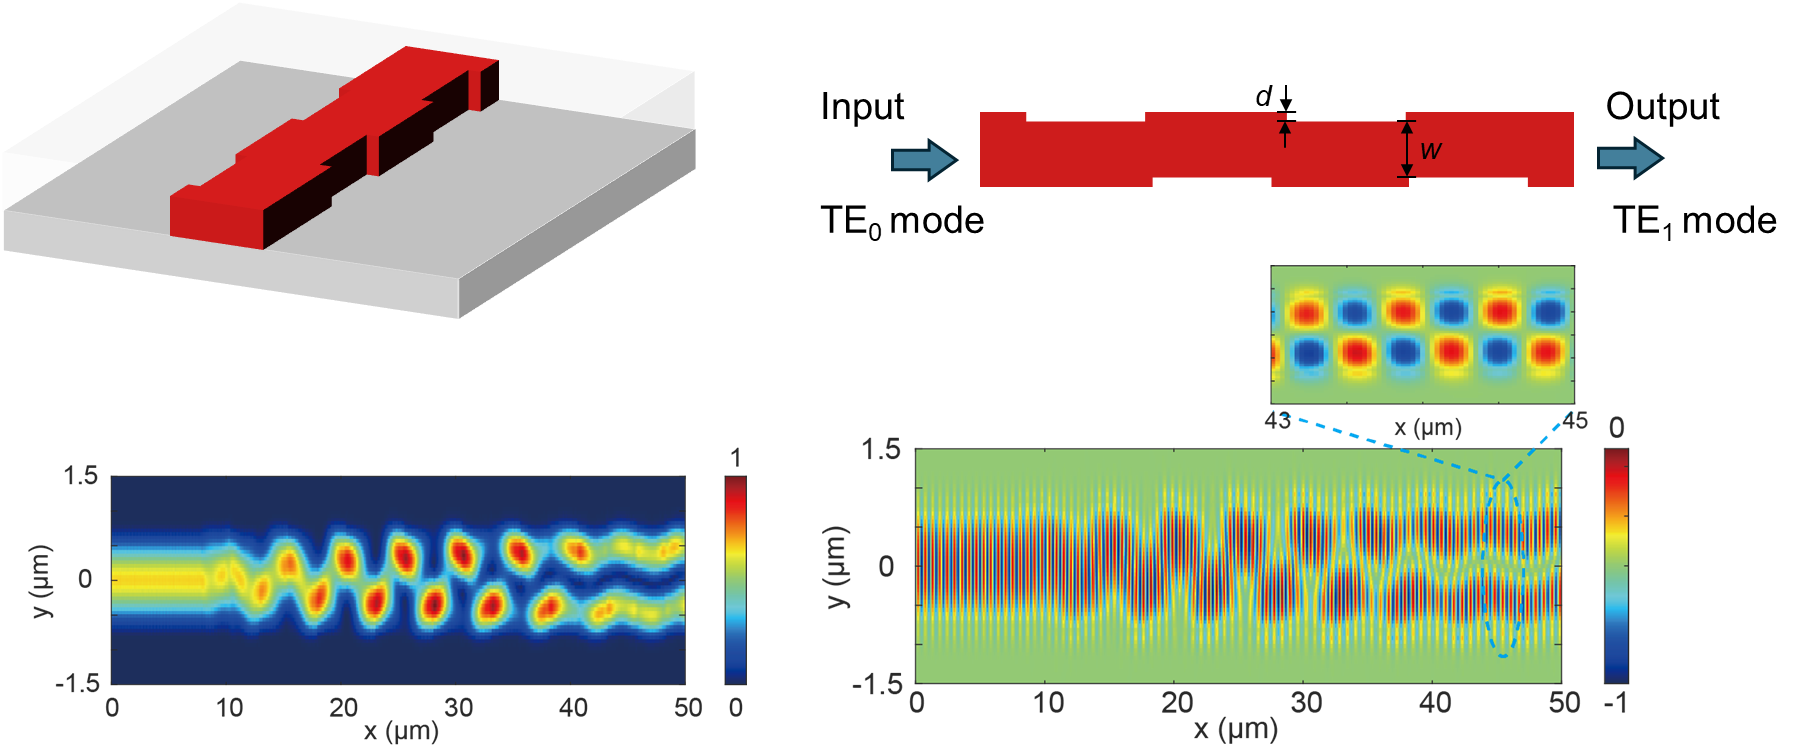 Input
d
w
Output
TE₀ mode
TE₁ mode
43
x (μm)
45
0
1
1.5
y (μm)
0
-1.5
0
10
20
30
40
50
x (μm)
0
1.5
y (μm)
0
-1.5
0
10
20
30
40
50
x (μm)
-1